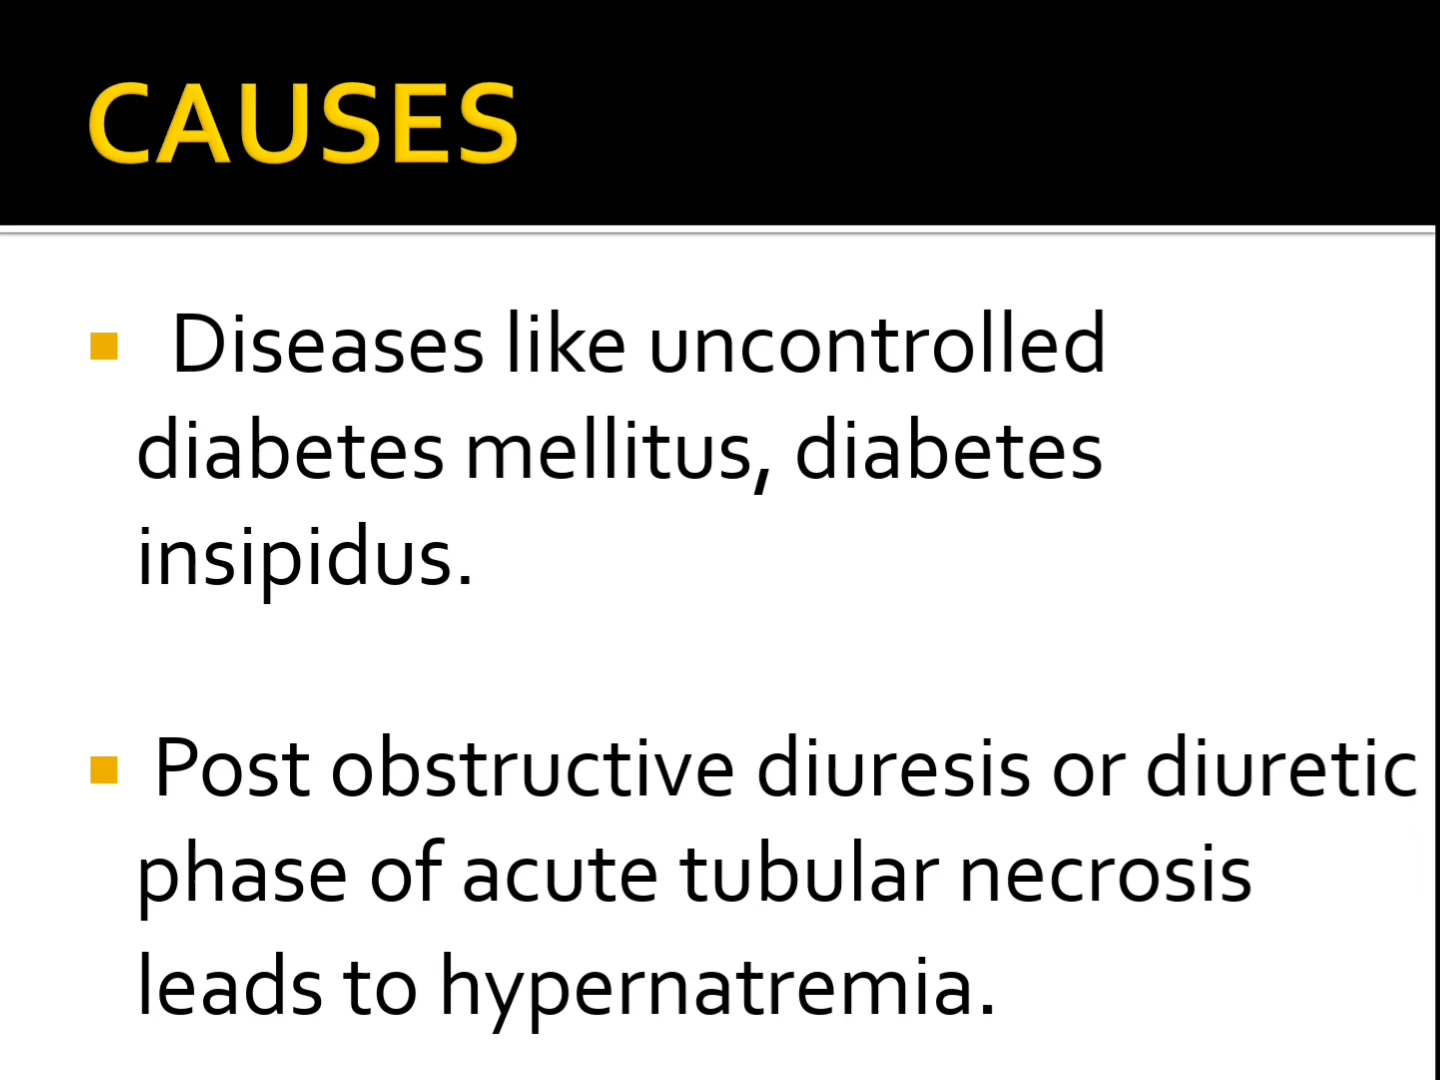 CAUSES
Diseases like uncontrolled
diabetes mellitus, diabetes
insipidus.
Post obstructive diuresis or diuretic
phase of acute tubular necrosis
leads to hypernatremia.